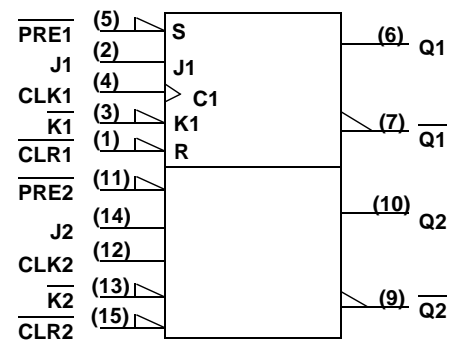 PRE1 (5) S (6) Q1
J1 (2) J1
CLK1 (4) C1
K1 (3) K1 (7) Q1
CLR1 (1) R
PRE2 (11)
J2 (14) (10) Q2
CLK2 (12)
K2 (13) (9) Q2
CLR2 (15)